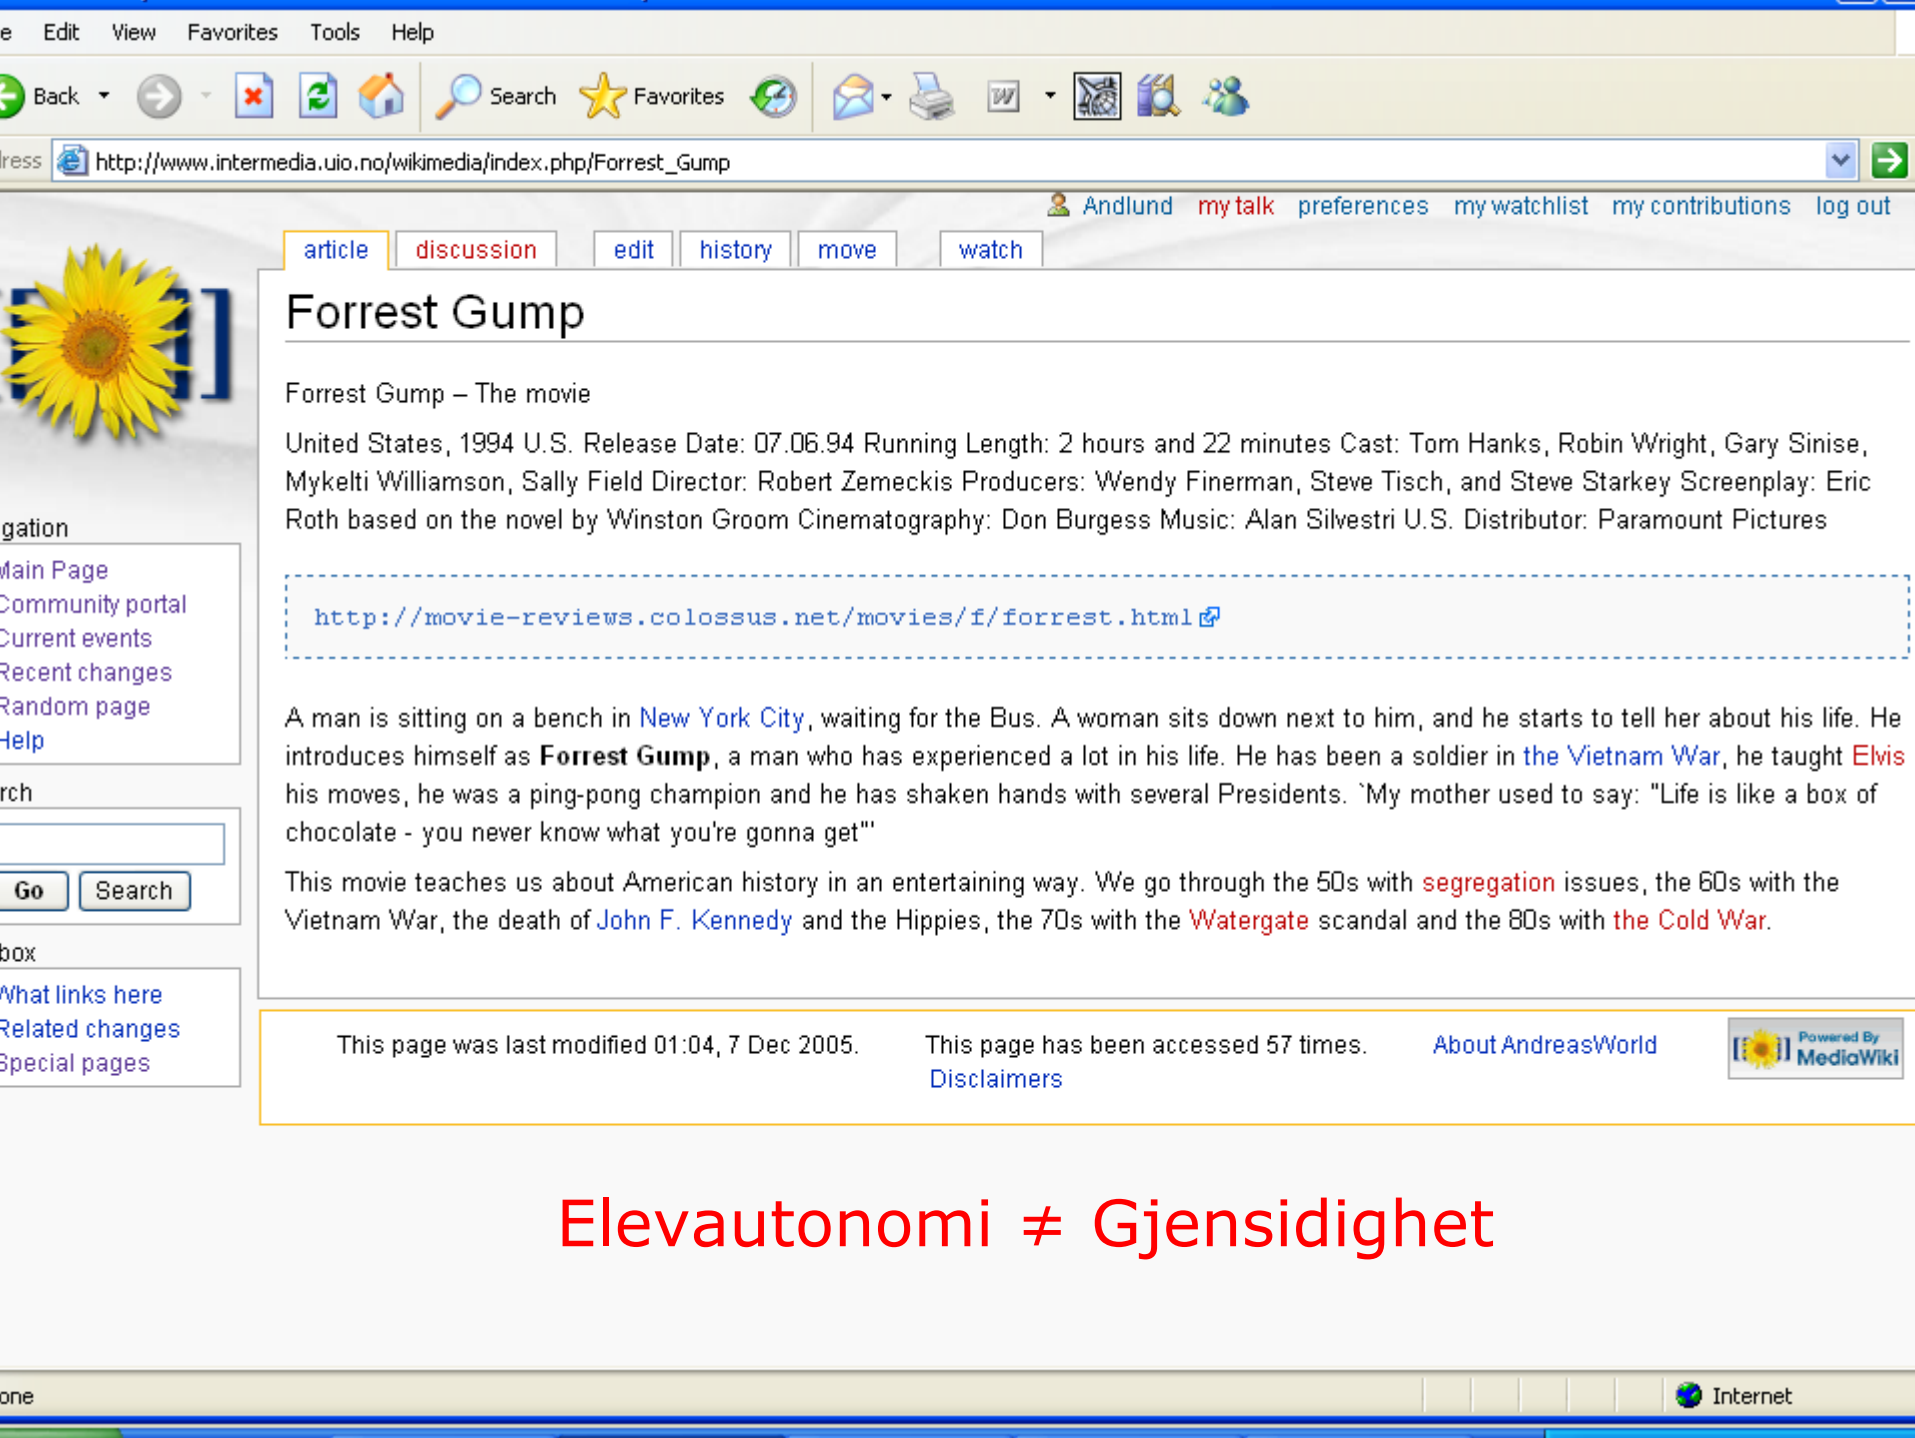 Edit View Favorites Tools Help
Back Search Favorites
http://www.intermedia.uio.no/wikimedia/index.php/Forrest_Gump
Andlund my talk preferences my watchlist my contributions log out
article discussion edit history move watch
Forrest Gump
Forrest Gump – The movie
United States, 1994 U.S. Release Date: 07.06.94 Running Length: 2 hours and 22 minutes Cast: Tom Hanks, Robin Wright, Gary Sinise,
Mykelti Williamson, Sally Field Director: Robert Zemeckis Producers: Wendy Finerman, Steve Tisch, and Steve Starkey Screenplay: Eric
Roth based on the novel by Winston Groom Cinematography: Don Burgess Music: Alan Silvestri U.S. Distributor: Paramount Pictures
http://movie-reviews.colossus.net/movies/f/forrest.html
A man is sitting on a bench in New York City, waiting for the Bus. A woman sits down next to him, and he starts to tell her about his life. He
introduces himself as Forrest Gump, a man who has experienced a lot in his life. He has been a soldier in the Vietnam War, he taught Elvis
his moves, he was a ping-pong champion and he has shaken hands with several Presidents. `My mother used to say: "Life is like a box of
chocolate - you never know what you're gonna get"'
This movie teaches us about American history in an entertaining way. We go through the 50s with segregation issues, the 60s with the
Vietnam War, the death of John F. Kennedy and the Hippies, the 70s with the Watergate scandal and the 80s with the Cold War.
gation
Main Page
Community portal
Current events
Recent changes
Random page
Help
rch
Go Search
box
What links here
Related changes
Special pages
This page was last modified 01:04, 7 Dec 2005. This page has been accessed 57 times. About AndreasWorld
Disclaimers
Powered By
MediaWiki
Elevautonomi ≠ Gjensidighet
one
Internet